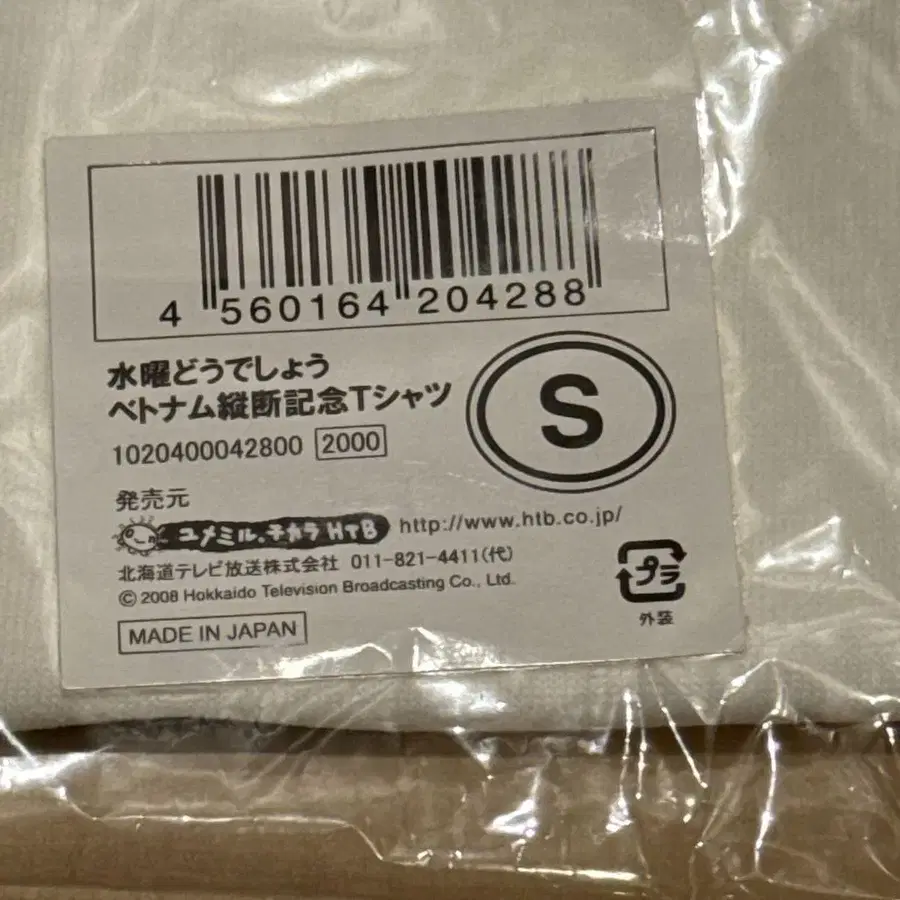 4 560164 204288
水曜どうでしょう
ベトナム縦断記念Tシャツ
S
1020400042800 2000
発売元
ユメミル、チカラ HTB http://www.htb.co.jp/
北海道テレビ放送株式会社 011-821-4411(代)
© 2008 Hokkaido Television Broadcasting Co., Ltd.
プラ
外装
MADE IN JAPAN